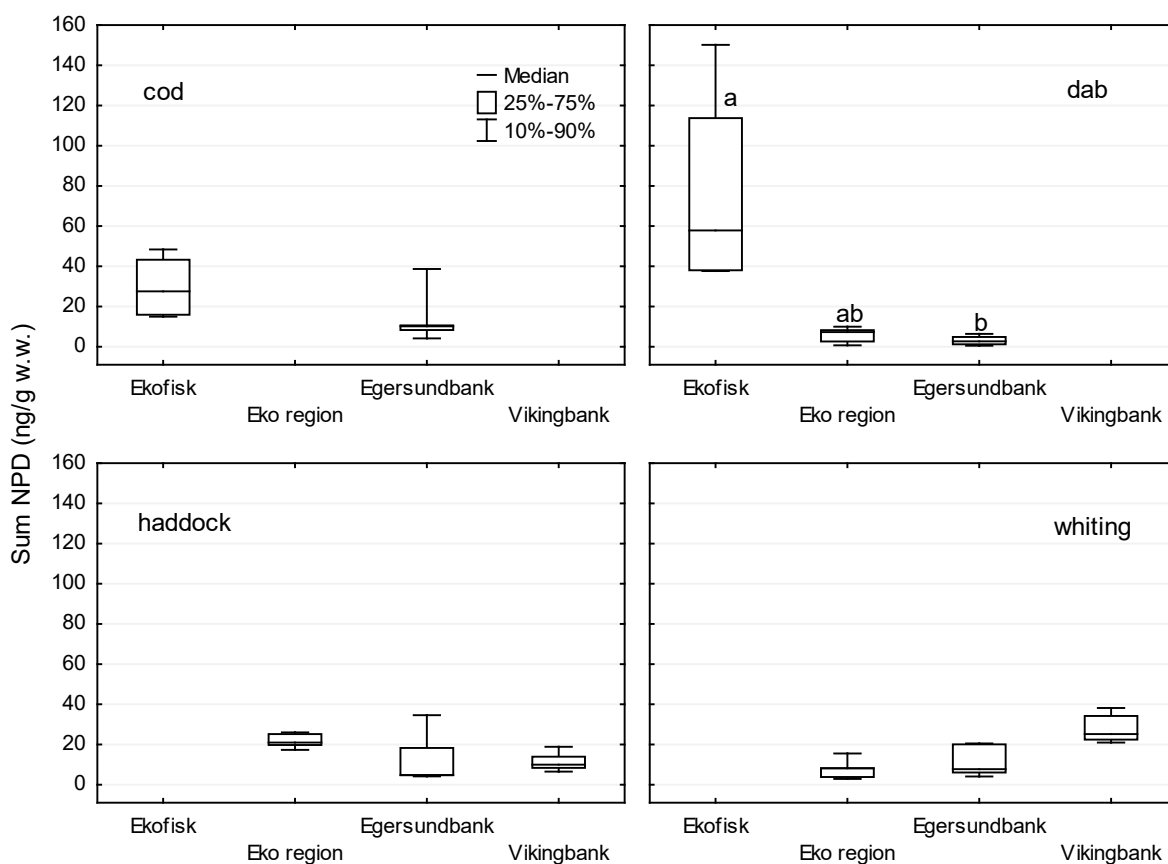 160
140
120
100
80
60
40
20
0
cod
Median
25%-75%
10%-90%
Ekofisk
Egersundbank
Eko region
Vikingbank
dab
a
ab
b
Ekofisk
Egersundbank
Eko region
Vikingbank
Sum NPD (ng/g w.w.)
160
140
120
100
80
60
40
20
0
haddock
Ekofisk
Egersundbank
Eko region
Vikingbank
whiting
Ekofisk
Egersundbank
Eko region
Vikingbank